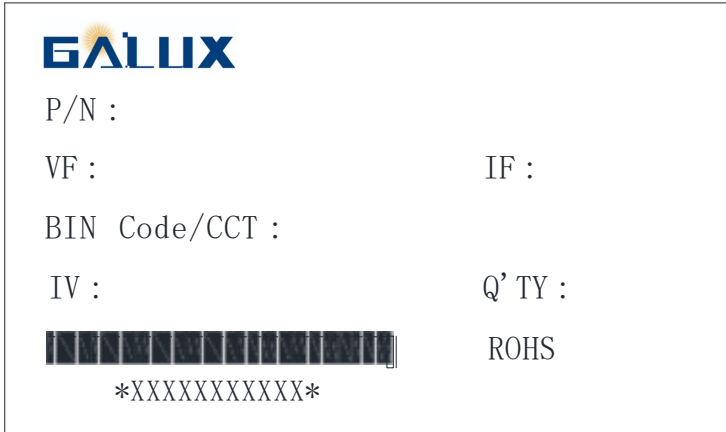 GALUX
P/N：
VF： IF：
BIN Code/CCT：
IV： Q'TY：
ROHS
*XXXXXXXXXXX*